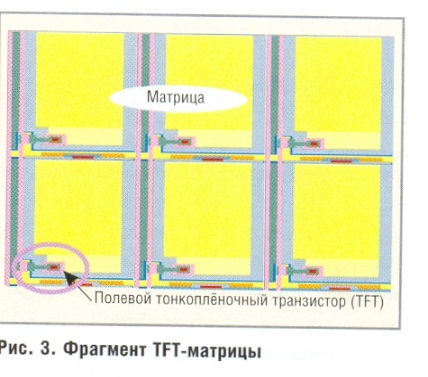 Матрица
Полевой тонкоплёночный транзистор (TFT)
Рис. 3. Фрагмент TFT-матрицы